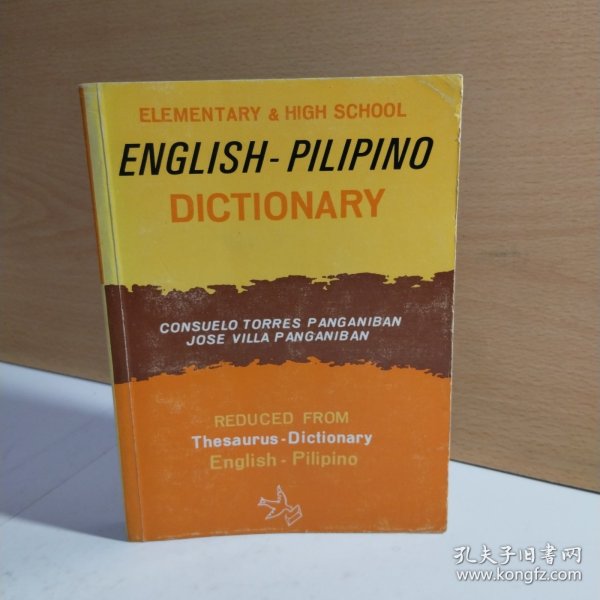 ELEMENTARY & HIGH SCHOOL
ENGLISH - PILIPINO
DICTIONARY
CONSUELO TORRES PANGANIBAN
JOSE VILLA PANGANIBAN
REDUCED FROM
Thesaurus - Dictionary
English - Pilipino
孔夫子旧书网
www.kongfz.com